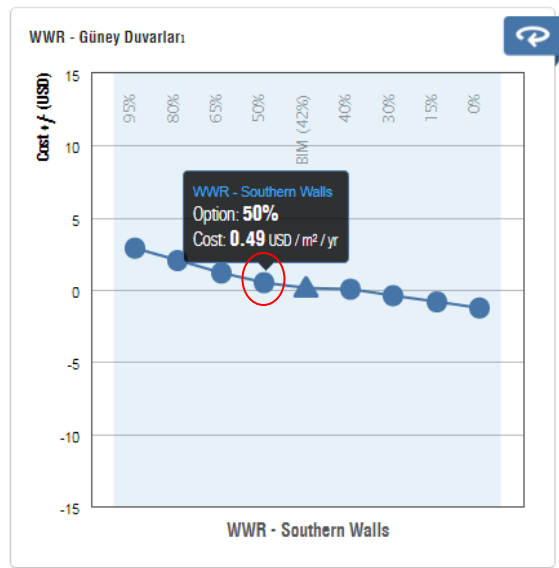 WWR - Güney Duvarları
Cost +/- (USD)
15
10
5
0
-5
-10
-15
95%
80%
65%
50%
BIM (42%)
40%
30%
15%
0%
WWR - Southern Walls
Option: 50%
Cost: 0.49 USD / m² / yr
WWR - Southern Walls